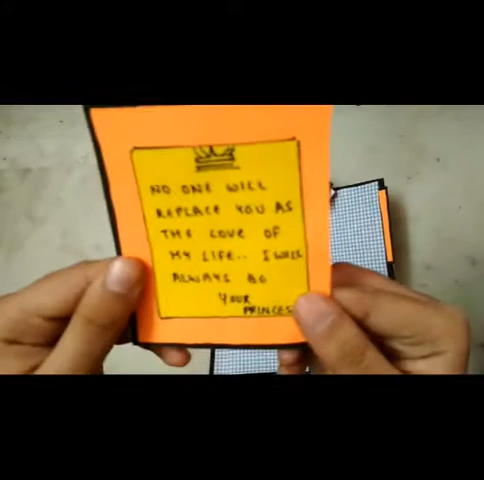 NO ONE WILL
REPLACE YOU AS
THE LOVE OF
MY LIFE.. I WILL
ALWAYS BE
YOUR
PRINCESS